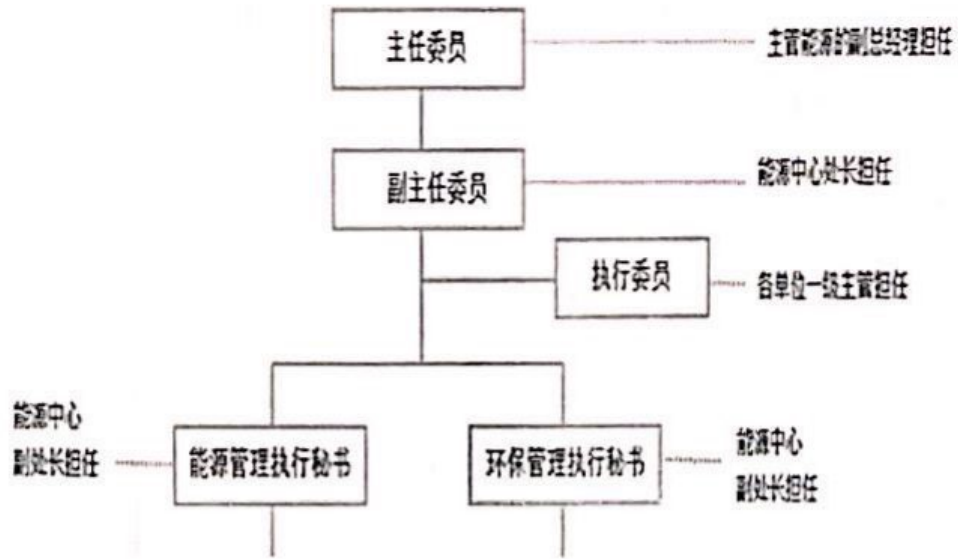 主任委员
主管能源的副总经理担任
副主任委员
能源中心处长担任
执行委员
各单位一级主管担任
能源中心
副处长担任
能源管理执行秘书
环保管理执行秘书
能源中心
副处长担任